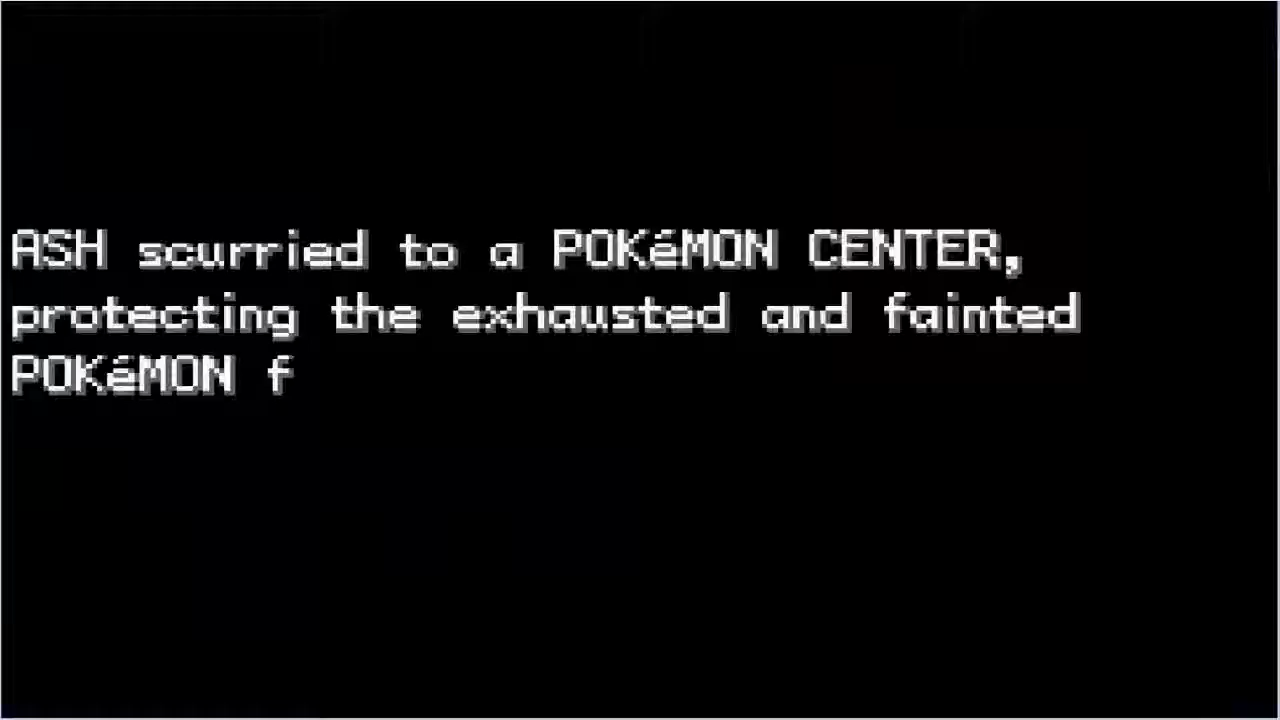 ASH scurried to a POKéMON CENTER,
protecting the exhausted and fainted
POKéMON f